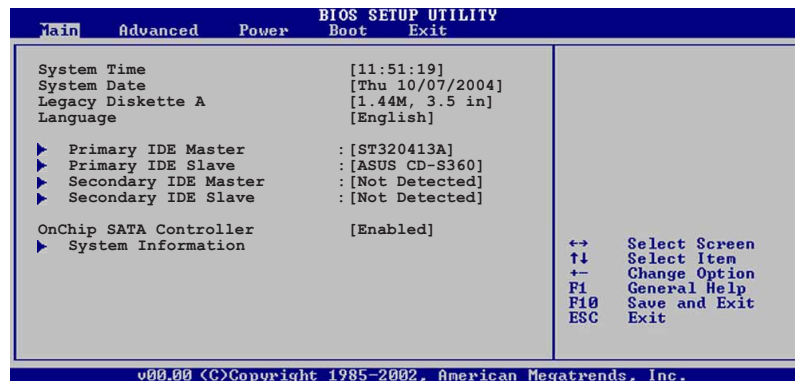 BIOS SETUP UTILITY
Main Advanced Power Boot Exit
System Time [11:51:19]
System Date [Thu 10/07/2004]
Legacy Diskette A [1.44M, 3.5 in]
Language [English]
Primary IDE Master :[ST320413A]
Primary IDE Slave :[ASUS CD-S360]
Secondary IDE Master :[Not Detected]
Secondary IDE Slave :[Not Detected]
OnChip SATA Controller [Enabled]
System Information
↔ Select Screen
↑↓ Select Item
+- Change Option
F1 General Help
F10 Save and Exit
ESC Exit
v00.00 (C)Copyright 1985-2002, American Megatrends, Inc.